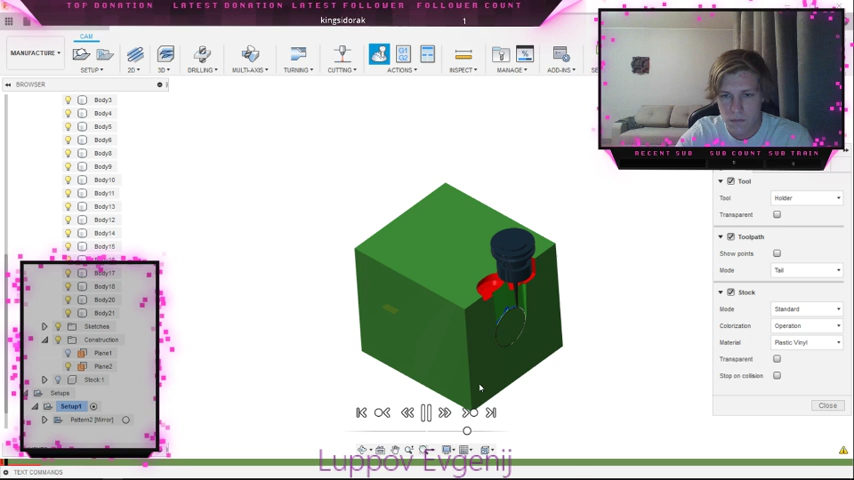 TOP DONATION LATEST DONATION LATEST FOLLOWER FOLLOWER COUNT
kingsidorak 1
MANUFACTURE
CAM
SETUP
2D
3D
DRILLING
MULTI-AXIS
TURNING
CUTTING
ACTIONS
INSPECT
MANAGE
ADD-INS
G1
G2
BROWSER
Body3
Body4
Body5
Body6
Body8
Body9
Body10
Body11
Body13
Body12
Body14
Body15
Body17
Body18
Body20
Body21
Sketches
Construction
Plane1
Plane2
Stock:1
Setups
Setup1
Pattern2 [Mirror]
TEXT COMMANDS
RECENT SUB SUB COUNT SUB TRAIN
Tool
Tool Holder
Transparent
Toolpath
Show points
Mode Tail
Stock
Mode Standard
Colorization Operation
Material Plastic Vinyl
Transparent
Stop on collision
Close
Luppov Evgenij